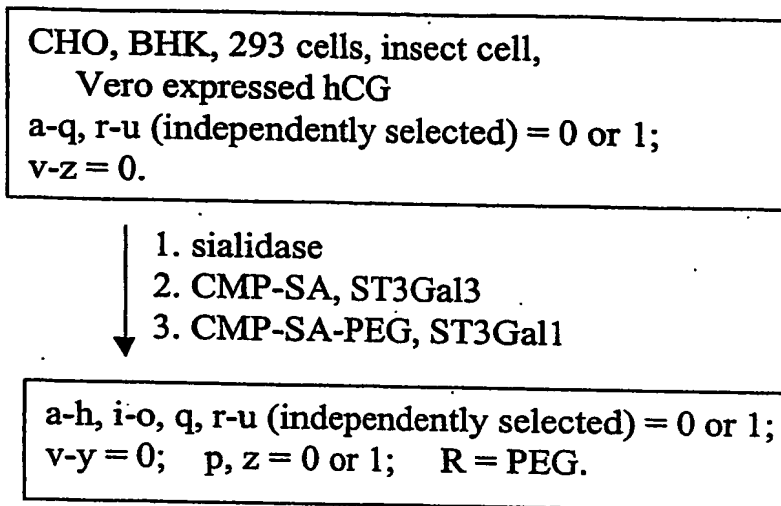 CHO, BHK, 293 cells, insect cell,
Vero expressed hCG
a-q, r-u (independently selected) = 0 or 1;
v-z = 0.
1. sialidase
2. CMP-SA, ST3Gal3
3. CMP-SA-PEG, ST3Gal1
a-h, i-o, q, r-u (independently selected) = 0 or 1;
v-y = 0; p, z = 0 or 1; R = PEG.